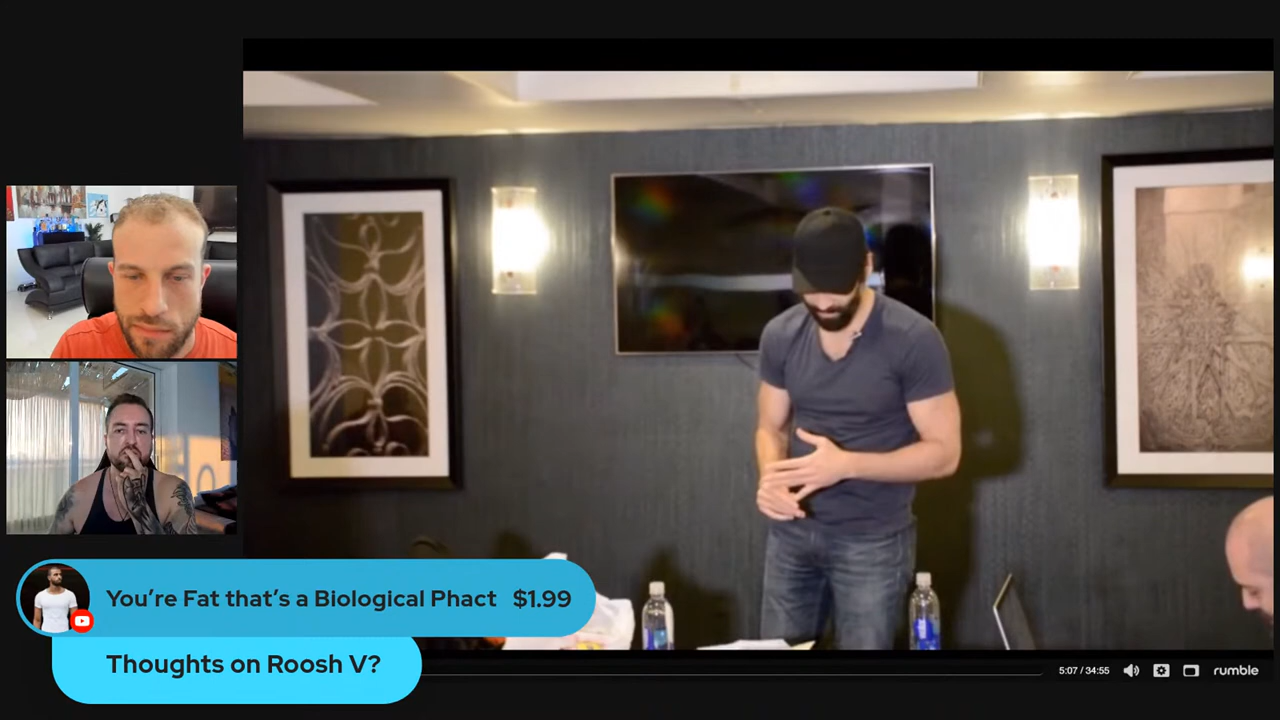 You're Fat that's a Biological Phact $1.99
Thoughts on Roosh V?
5:07 / 34:55
rumble